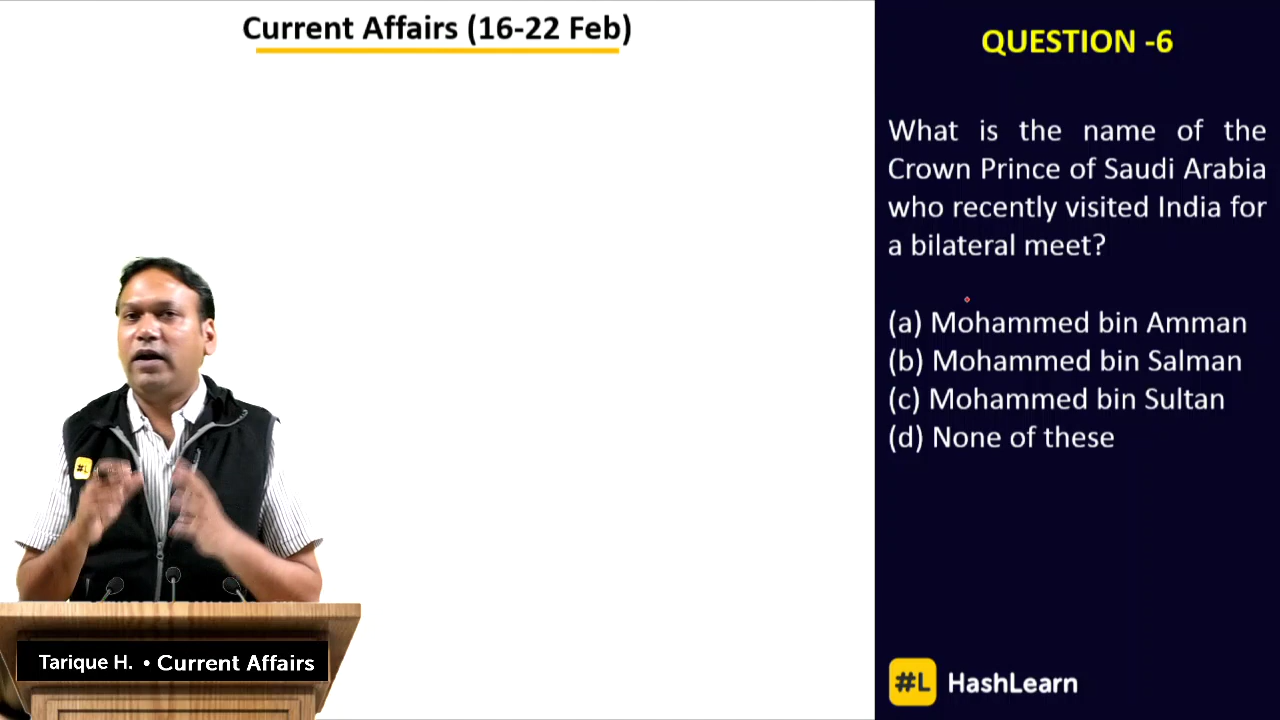 Current Affairs (16-22 Feb)
QUESTION -6
What is the name of the
Crown Prince of Saudi Arabia
who recently visited India for
a bilateral meet?
(a) Mohammed bin Amman
(b) Mohammed bin Salman
(c) Mohammed bin Sultan
(d) None of these
#L
Tarique H. • Current Affairs
#L HashLearn